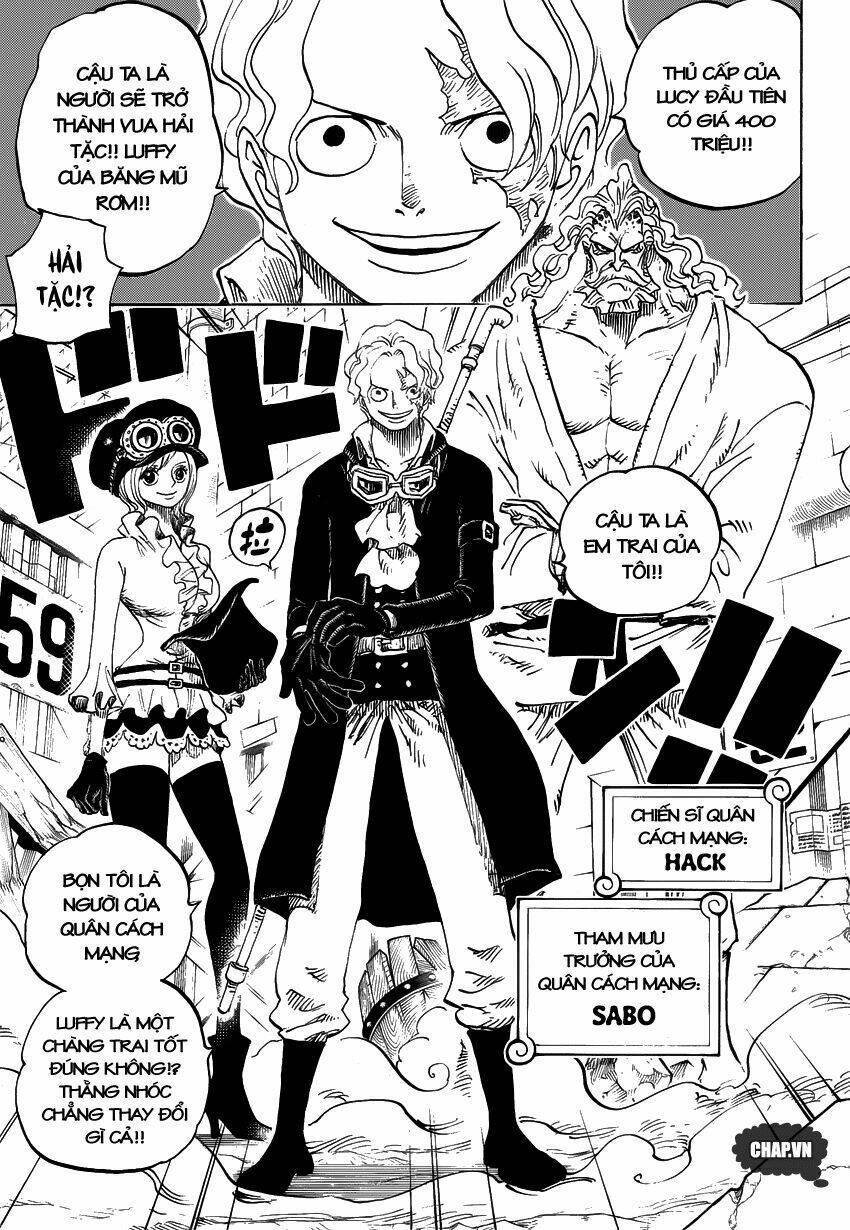 THỦ CẤP CỦA
LUCY ĐẦU TIÊN
CÓ GIÁ 400
TRIỆU!!
CẬU TA LÀ
NGƯỜI SẼ TRỞ
THÀNH VUA HẢI
TẶC!! LUFFY
CỦA BĂNG MŨ
RƠM!!
HẢI
TẶC!?
ドドン!!
CẬU TA LÀ
EM TRAI CỦA
TÔI!!
59
CHIẾN SĨ QUÂN
CÁCH MẠNG:
HACK
THAM MƯU
TRƯỞNG CỦA
QUÂN CÁCH MẠNG:
SABO
BỌN TÔI LÀ
NGƯỜI CỦA
QUÂN CÁCH
MẠNG
LUFFY LÀ MỘT
CHÀNG TRAI TỐT
ĐÚNG KHÔNG!?
THẰNG NHÓC
CHẲNG THAY ĐỔI
GÌ CẢ!!
CHAP.VN